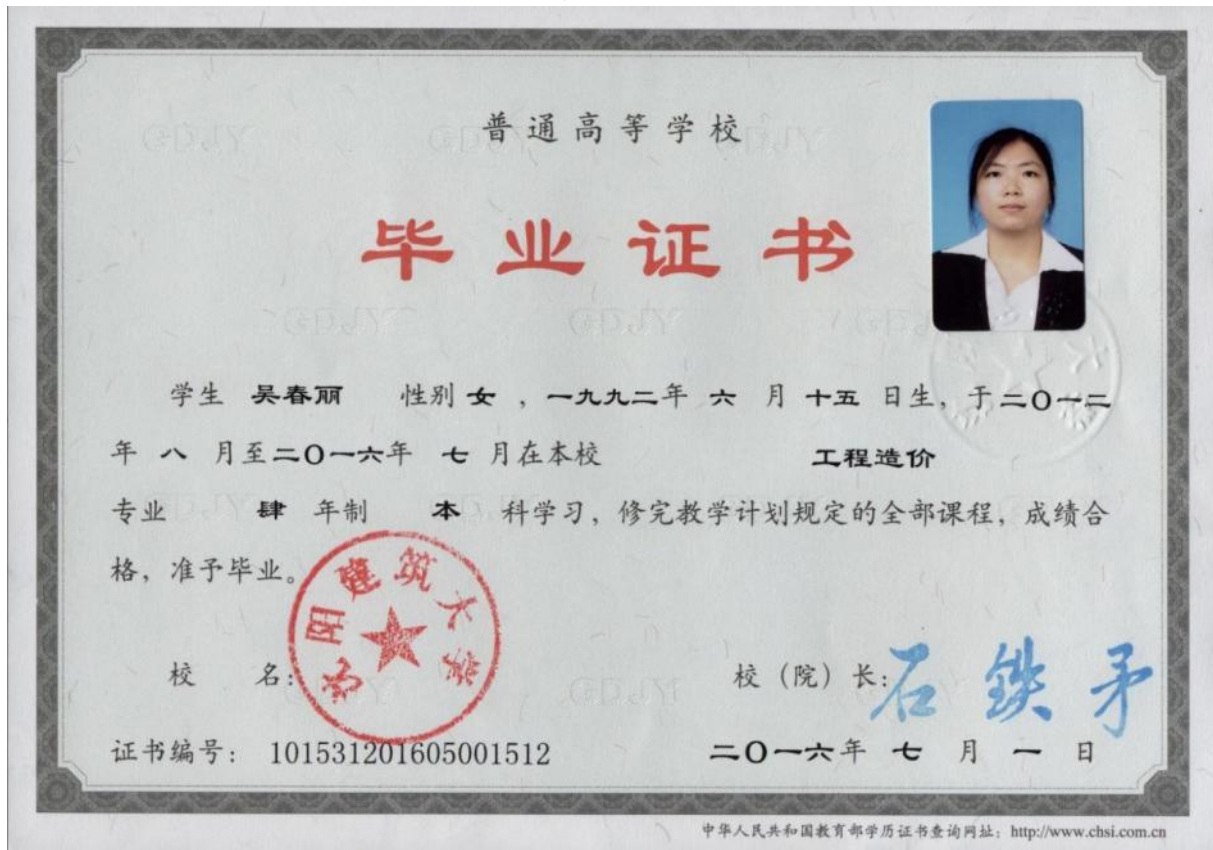 普通高等学校
毕业证书
学生 吴春丽 性别 女 ，一九九二年 六 月 十五 日生，于二〇一二
年 八 月至二〇一六年 七 月在本校 工程造价
专业 肆 年制 本 科学习，修完教学计划规定的全部课程，成绩合
格，准予毕业。
沈阳建筑大学
校 名：
校（院）长：石铁矛
证书编号： 101531201605001512
二〇一六年 七 月 一 日
中华人民共和国教育部学历证书查询网址：http://www.chsi.com.cn